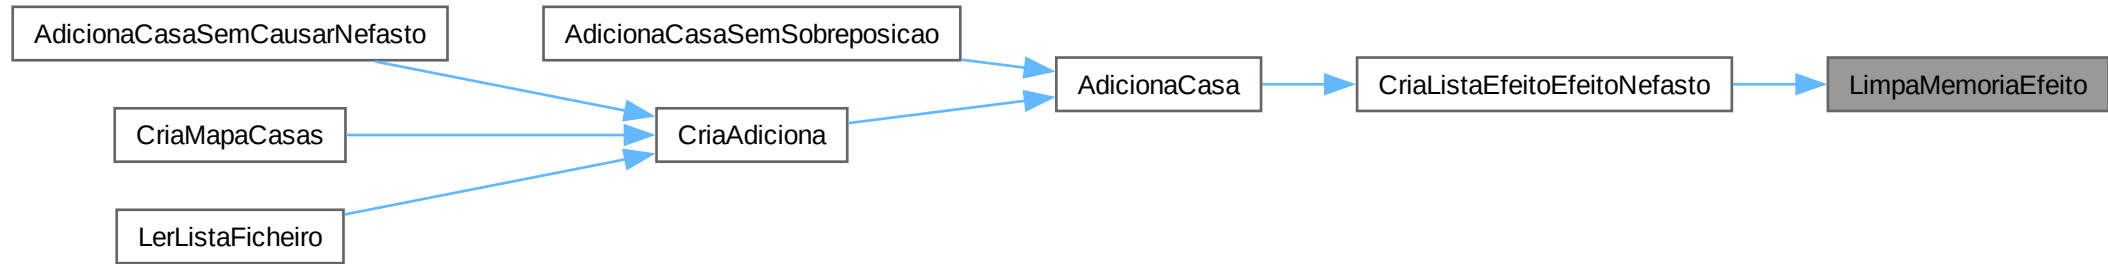 AdicionaCasaSemCausarNefasto
AdicionaCasaSemSobreposicao
AdicionaCasa
CriaListaEfeitoEfeitoNefasto
LimpaMemoriaEfeito
CriaMapaCasas
CriaAdiciona
LerListaFicheiro